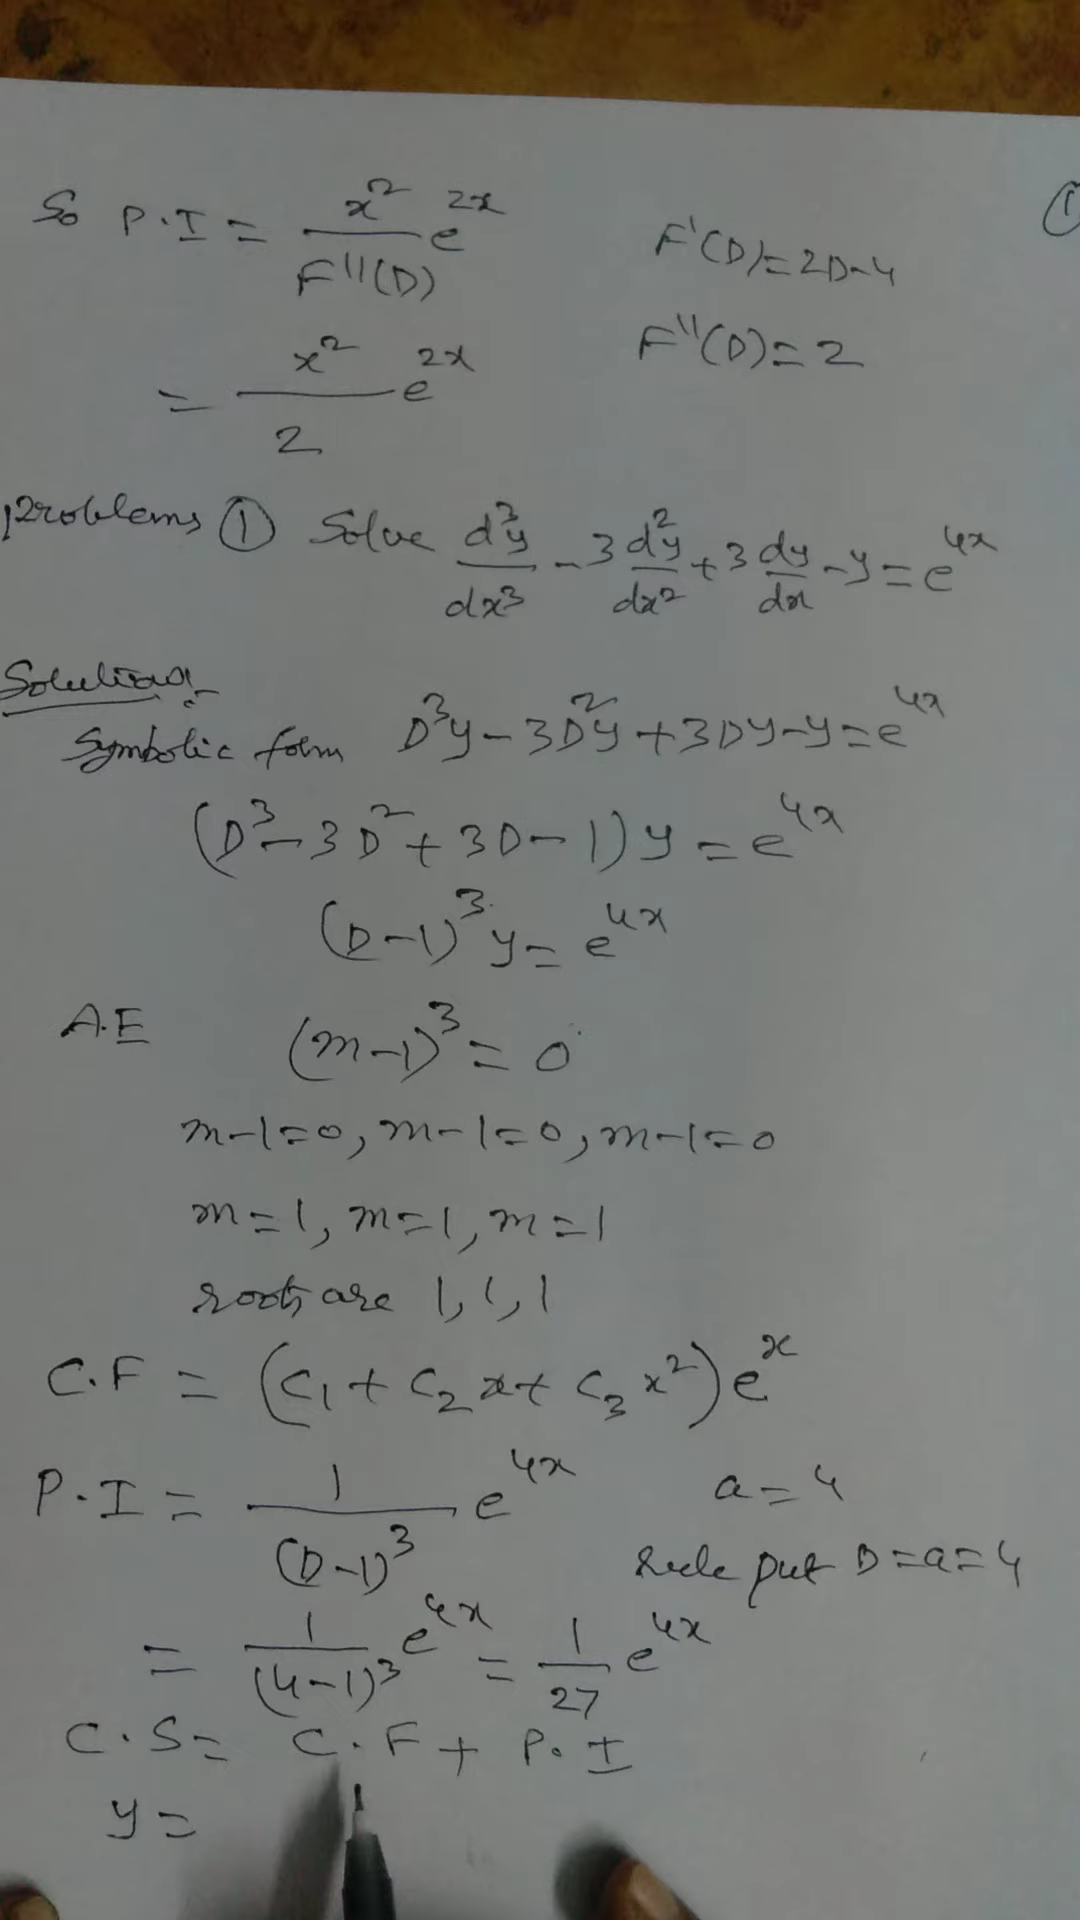 So P.I = x²/F''(D) e^2x    F'(D) = 2D-4
= x²/2 e^2x    F''(D) = 2
Problems ① Solve d³y/dx³ - 3 d²y/dx² + 3 dy/dx - y = e^4x
Solution:-
Symbolic form D³y - 3D²y + 3Dy - y = e^4x
(D³ - 3D² + 3D - 1) y = e^4x
(D-1)³ y = e^4x
A.E (m-1)³ = 0
m-1=0, m-1=0, m-1=0
m=1, m=1, m=1
roots are 1, 1, 1
C.F = (C₁ + C₂x + C₃x²) e^x
P.I = 1/(D-1)³ e^4x    a = 4
rule put D = a = 4
= 1/(4-1)³ e^4x = 1/27 e^4x
C.S = C.F + P.I
y =